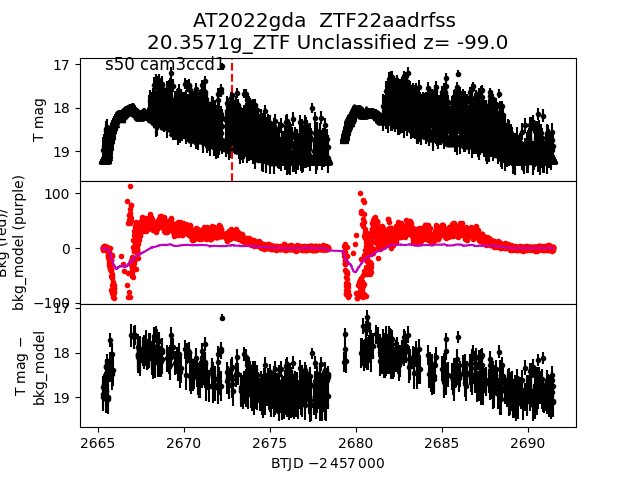 AT2022gda  ZTF22aadrfss
20.3571g_ZTF Unclassified z= -99.0
s50 cam3ccd1
17
18
19
T mag
100
0
−100
Bkg (red)/
bkg_model (purple)
17
18
19
T mag −
bkg_model
2665
2670
2675
2680
2685
2690
BTJD −2 457 000